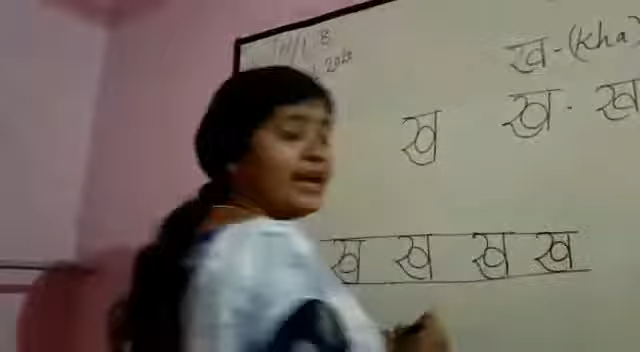 ख - (kha)
ख ख . ख
ख ख ख ख